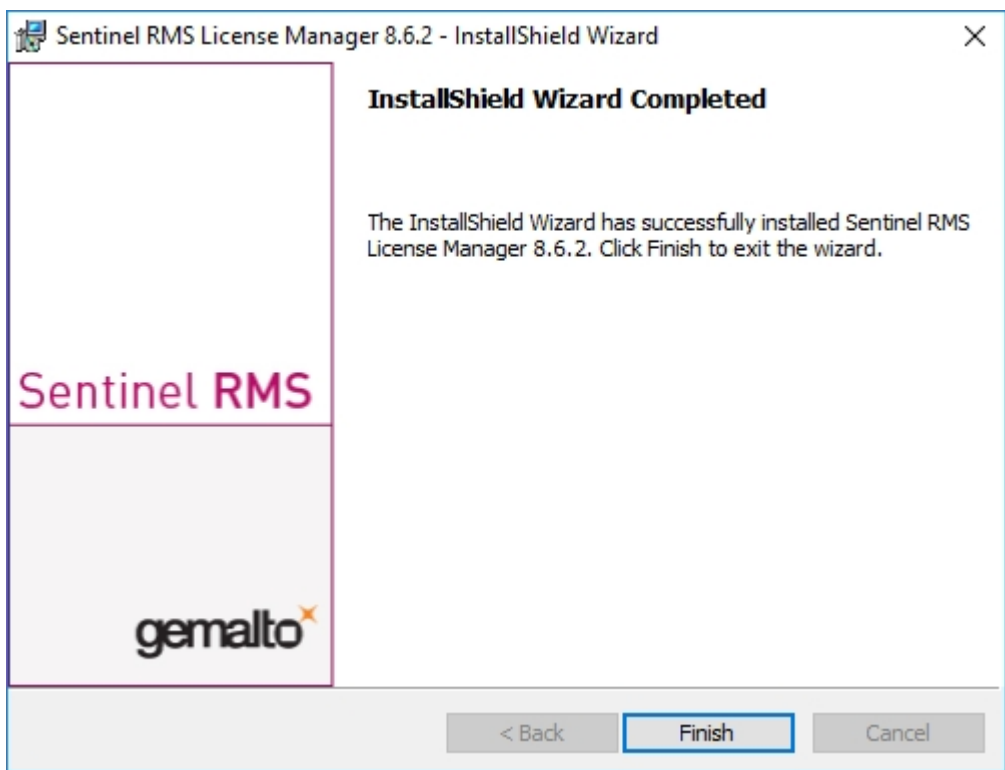 Sentinel RMS License Manager 8.6.2 - InstallShield Wizard
InstallShield Wizard Completed
The InstallShield Wizard has successfully installed Sentinel RMS
License Manager 8.6.2. Click Finish to exit the wizard.
Sentinel RMS
gemalto
< Back
Finish
Cancel